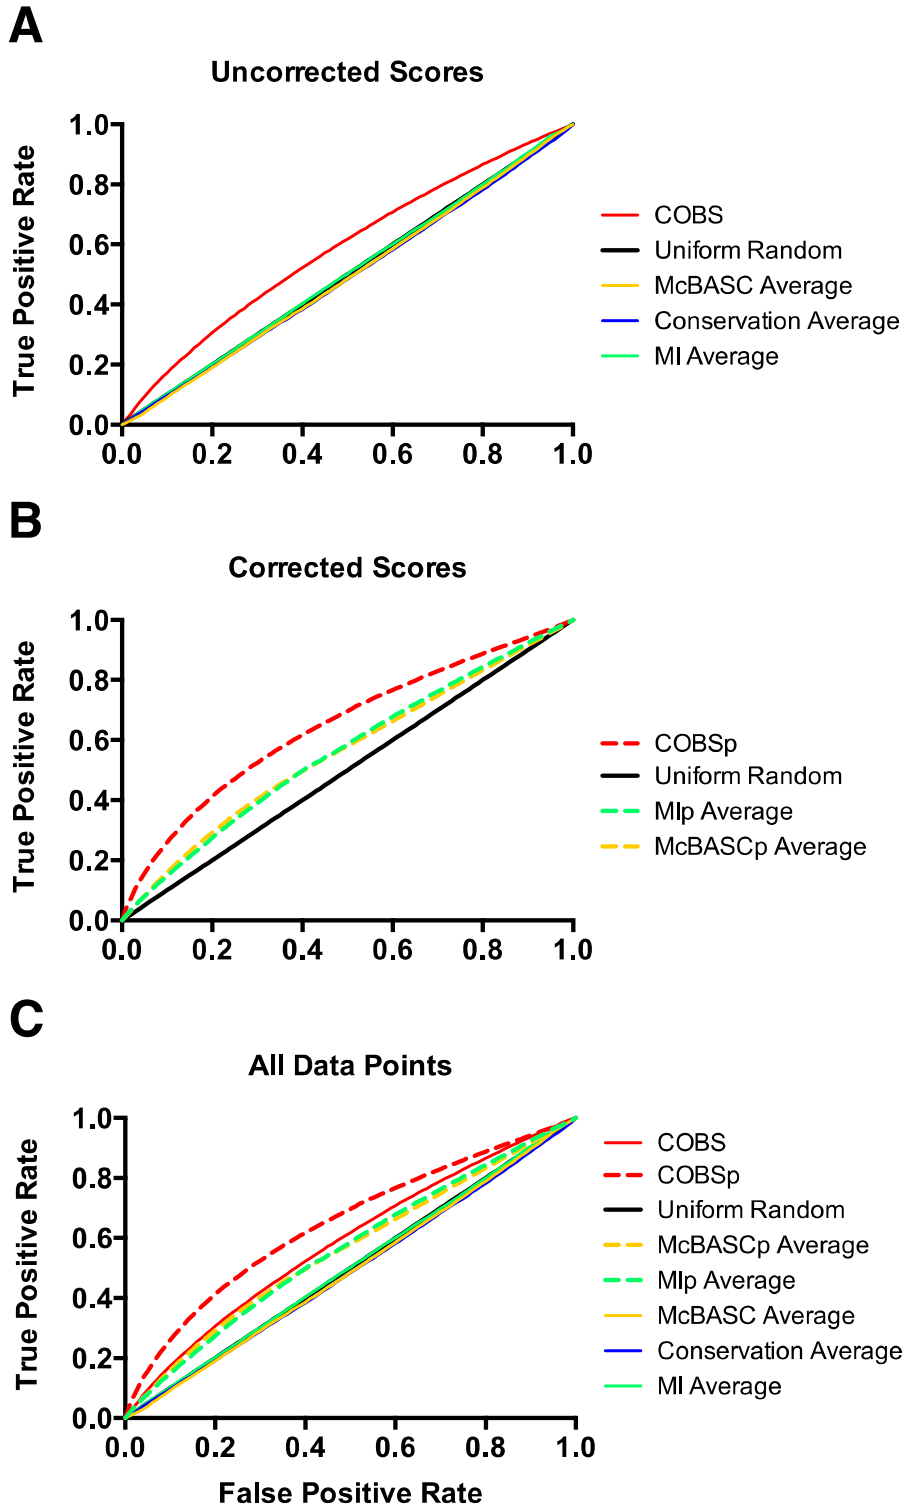 A
Uncorrected Scores
True Positive Rate
1.0
0.8
0.6
0.4
0.2
0.0
0.0 0.2 0.4 0.6 0.8 1.0
COBS
Uniform Random
McBASC Average
Conservation Average
MI Average
B
Corrected Scores
True Positive Rate
1.0
0.8
0.6
0.4
0.2
0.0
0.0 0.2 0.4 0.6 0.8 1.0
COBSp
Uniform Random
MIp Average
McBASCp Average
C
All Data Points
True Positive Rate
1.0
0.8
0.6
0.4
0.2
0.0
0.0 0.2 0.4 0.6 0.8 1.0
False Positive Rate
COBS
COBSp
Uniform Random
McBASCp Average
MIp Average
McBASC Average
Conservation Average
MI Average